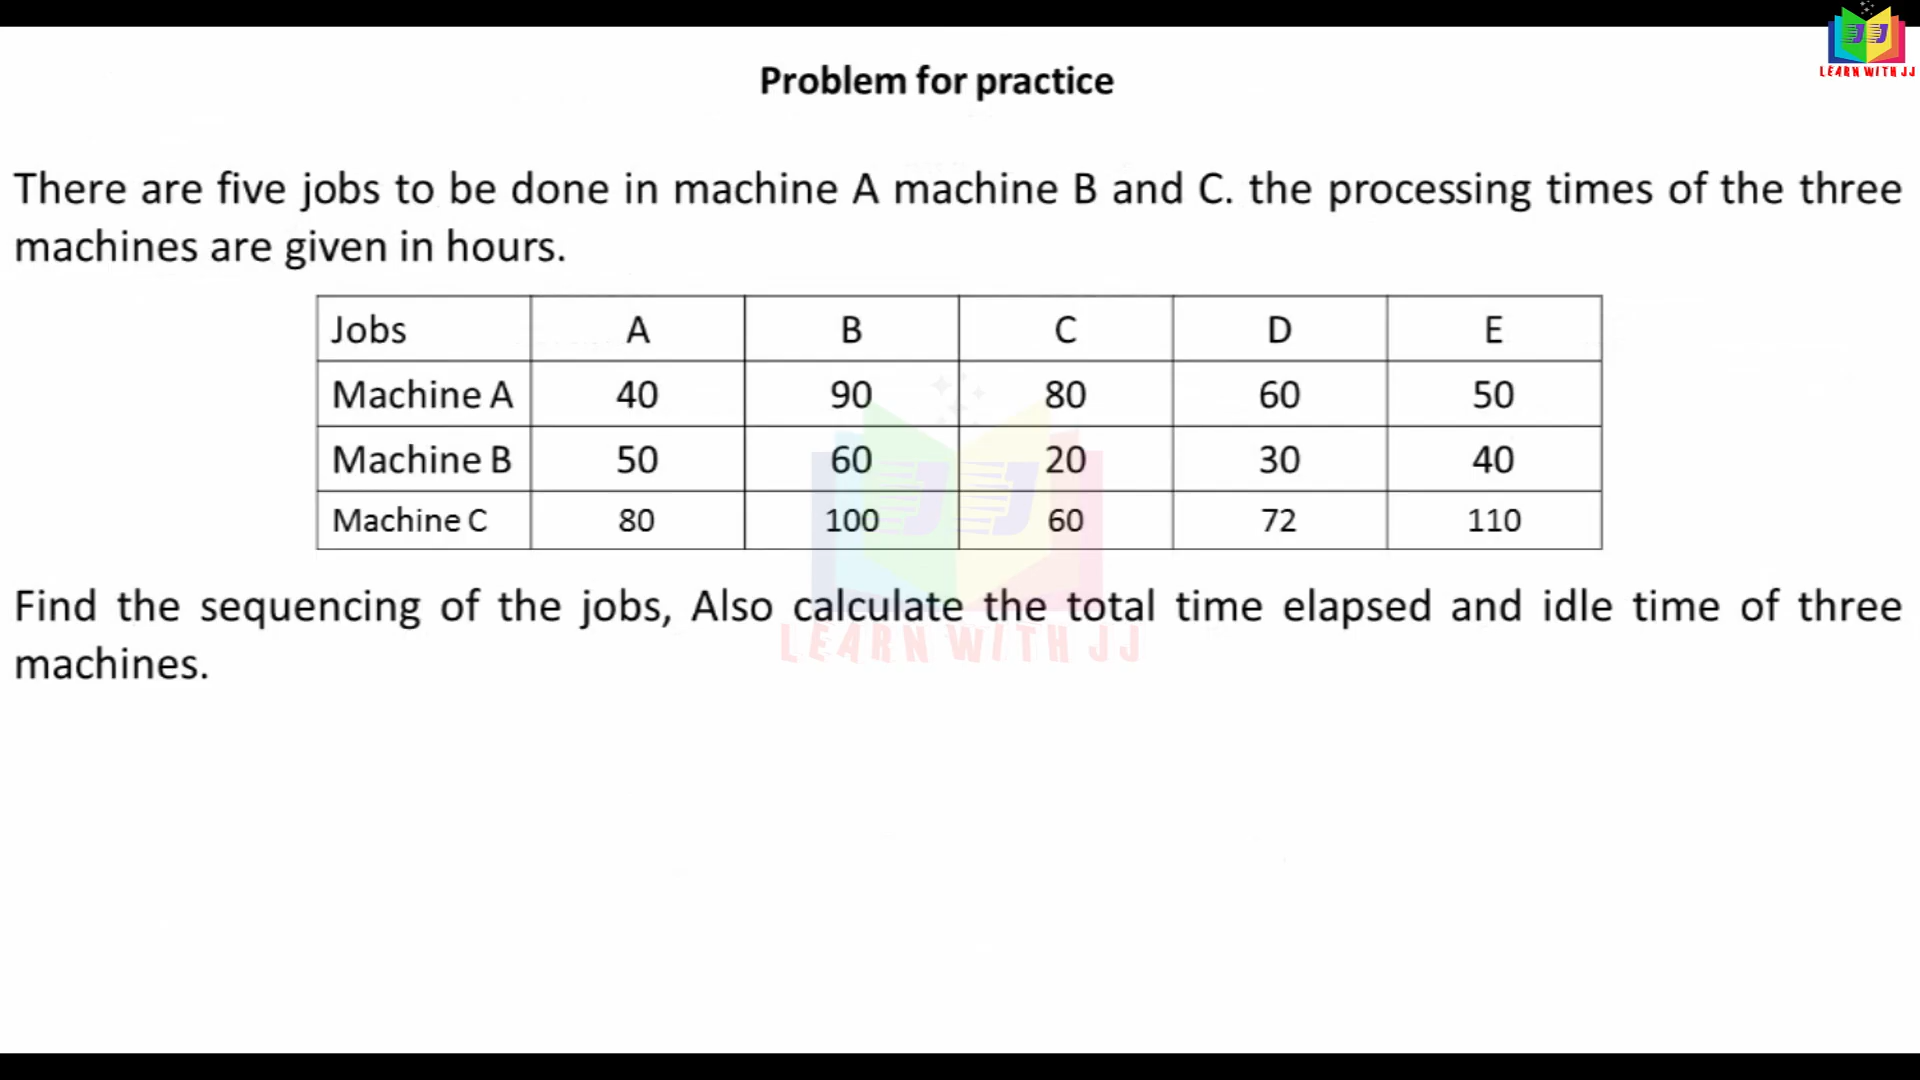 LEARN WITH JJ
Problem for practice
There are five jobs to be done in machine A machine B and C. the processing times of the three
machines are given in hours.
Jobs A B C D E
Machine A 40 90 80 60 50
Machine B 50 60 20 30 40
Machine C 80 100 60 72 110
Find the sequencing of the jobs, Also calculate the total time elapsed and idle time of three
LEARN WITH JJ
machines.